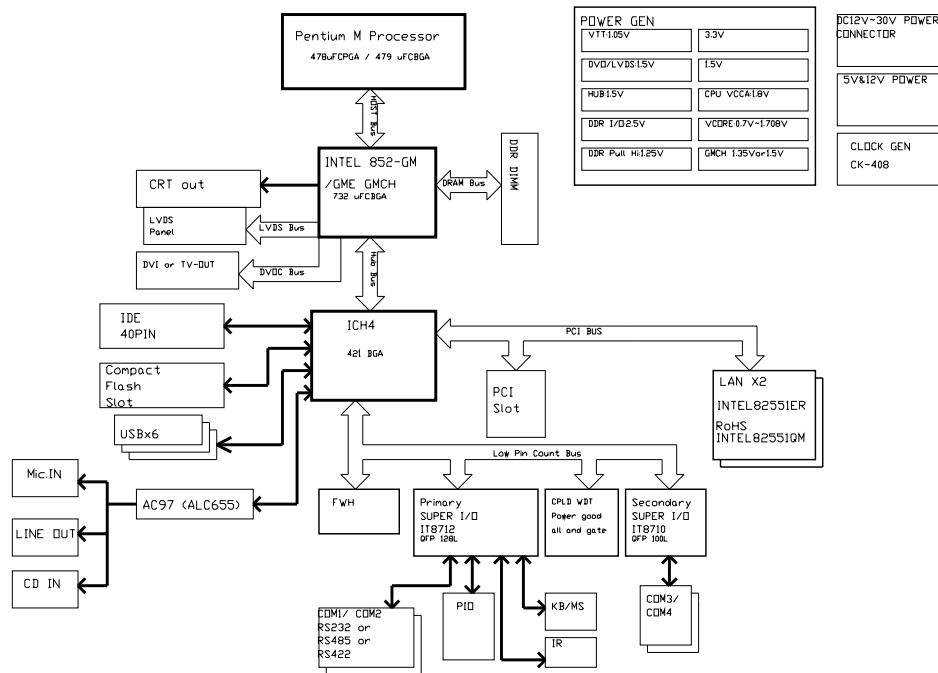 Pentium M Processor
478uFCPGA / 479 uFCBGA
HOST Bus
INTEL 852-GM
/GME GMCH
732 uFCBGA
DRAM Bus
DDR DIMM
CRT out
LVDS
Panel
LVDS Bus
DVI or TV-OUT
DVOC Bus
Hub Bus
POWER GEN
VTT:1.05V
3.3V
DVO/LVDS:1.5V
1.5V
HUB:1.5V
CPU VCCA:1.8V
DDR I/O:2.5V
VCORE:0.7V~1.708V
DDR Pull Hi:1.25V
GMCH 1.35Vor1.5V
DC12V~30V POWER
CONNECTOR
5V&12V POWER
CLOCK GEN
CK-408
IDE
40PIN
ICH4
421 BGA
PCI BUS
Compact
Flash
Slot
PCI
Slot
LAN X2
INTEL82551ER
RoHS
INTEL82551QM
USBx6
Low Pin Count Bus
Mic.IN
LINE OUT
CD IN
AC97 (ALC655)
FWH
Primary
SUPER I/O
IT8712
QFP 128L
CPLD WDT
Power good
all and gate
Secondary
SUPER I/O
IT8710
QFP 100L
COM1/ COM2
RS232 or
RS485 or
RS422
PIO
KB/MS
IR
COM3/
COM4